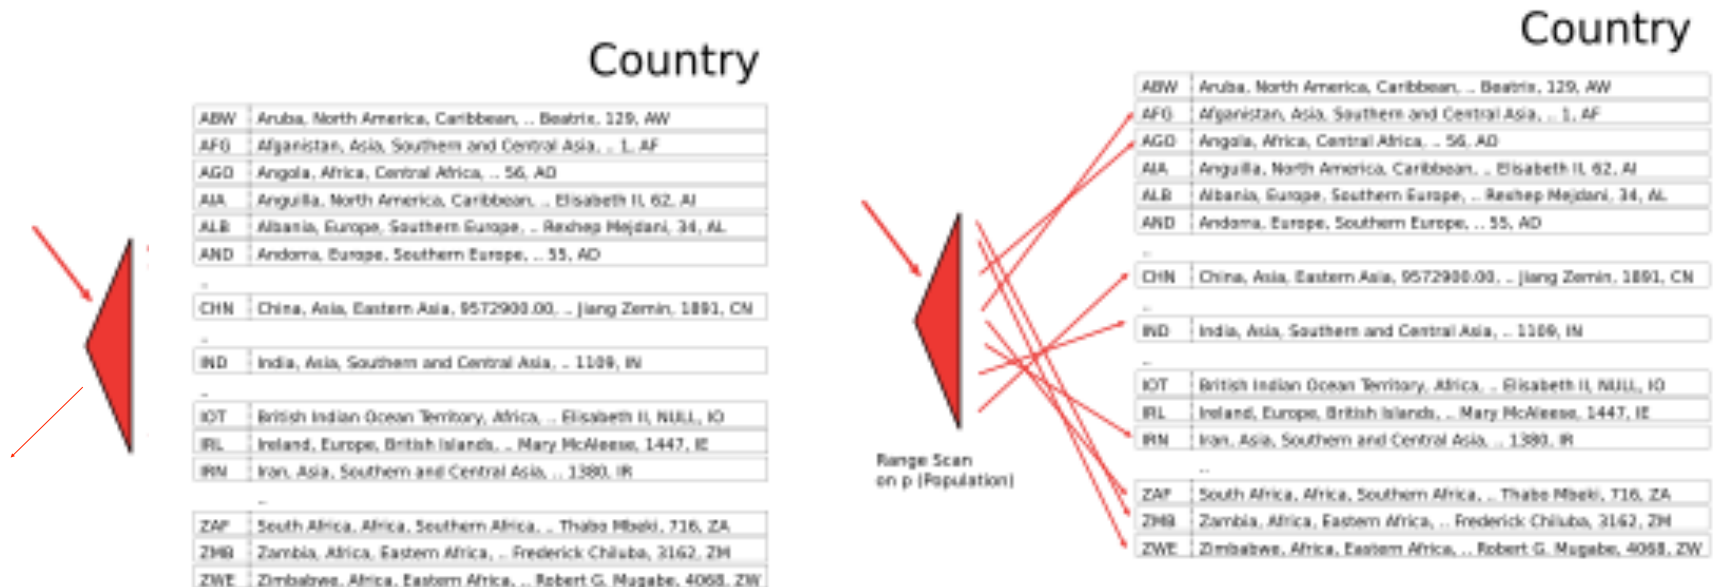 Country
ABW Aruba, North America, Caribbean, .. Beatrix, 129, AW
AFG Afganistan, Asia, Southern and Central Asia, .. 1, AF
AGO Angola, Africa, Central Africa, .. 56, AO
AIA Anguilla, North America, Caribbean, .. Elisabeth II, 62, AI
ALB Albania, Europe, Southern Europe, .. Rexhep Mejdani, 34, AL
AND Andorra, Europe, Southern Europe, .. 55, AD
..
CHN China, Asia, Eastern Asia, 9572900.00, .. Jiang Zemin, 1891, CN
..
IND India, Asia, Southern and Central Asia, .. 1109, IN
..
IOT British Indian Ocean Territory, Africa, .. Elisabeth II, NULL, IO
IRL Ireland, Europe, British Islands, .. Mary McAleese, 1447, IE
IRN Iran, Asia, Southern and Central Asia, .. 1380, IR
..
ZAF South Africa, Africa, Southern Africa, .. Thabo Mbeki, 716, ZA
ZMB Zambia, Africa, Eastern Africa, .. Frederick Chiluba, 3162, ZM
ZWE Zimbabwe, Africa, Eastern Africa, .. Robert G. Mugabe, 4068, ZW
Country
ABW Aruba, North America, Caribbean, .. Beatrix, 129, AW
AFG Afganistan, Asia, Southern and Central Asia, .. 1, AF
AGO Angola, Africa, Central Africa, .. 56, AO
AIA Anguilla, North America, Caribbean, .. Elisabeth II, 62, AI
ALB Albania, Europe, Southern Europe, .. Rexhep Mejdani, 34, AL
AND Andorra, Europe, Southern Europe, .. 55, AD
..
CHN China, Asia, Eastern Asia, 9572900.00, .. Jiang Zemin, 1891, CN
..
IND India, Asia, Southern and Central Asia, .. 1109, IN
..
IOT British Indian Ocean Territory, Africa, .. Elisabeth II, NULL, IO
IRL Ireland, Europe, British Islands, .. Mary McAleese, 1447, IE
IRN Iran, Asia, Southern and Central Asia, .. 1380, IR
..
ZAF South Africa, Africa, Southern Africa, .. Thabo Mbeki, 716, ZA
ZMB Zambia, Africa, Eastern Africa, .. Frederick Chiluba, 3162, ZM
ZWE Zimbabwe, Africa, Eastern Africa, .. Robert G. Mugabe, 4068, ZW
Range Scan
on p (Population)